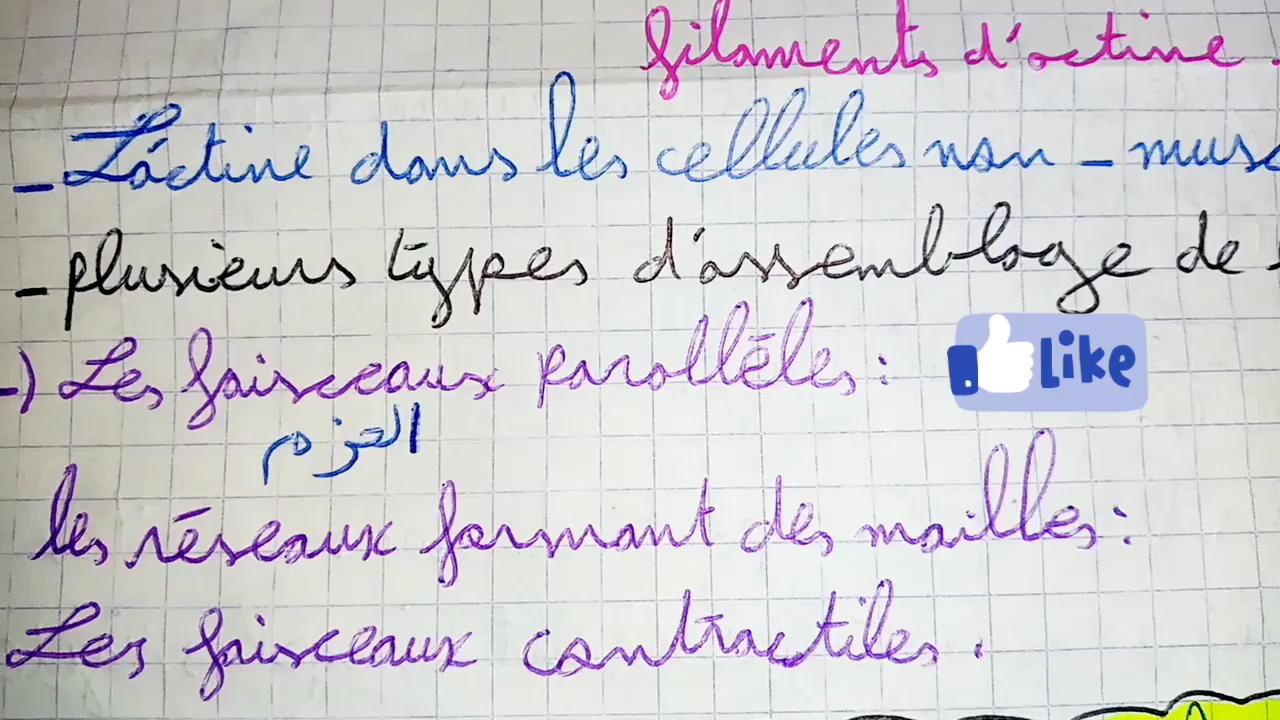 filaments d'actine.
- L'actine dans les cellules non - musc
- plusieurs types d'assemblage de
-) Les faisceaux parallèles :
Like
الحزم
les réseaux formant des mailles :
Les faisceaux contractiles.